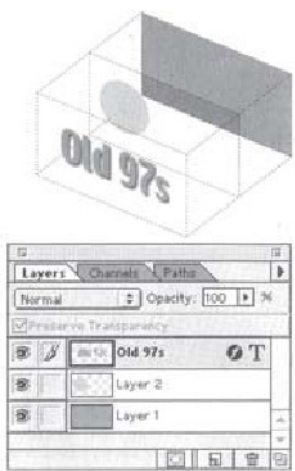 Old 97s
Layers Channels Paths
Normal Opacity: 100 %
Preserve Transparency
Old 97s T
Layer 2
Layer 1